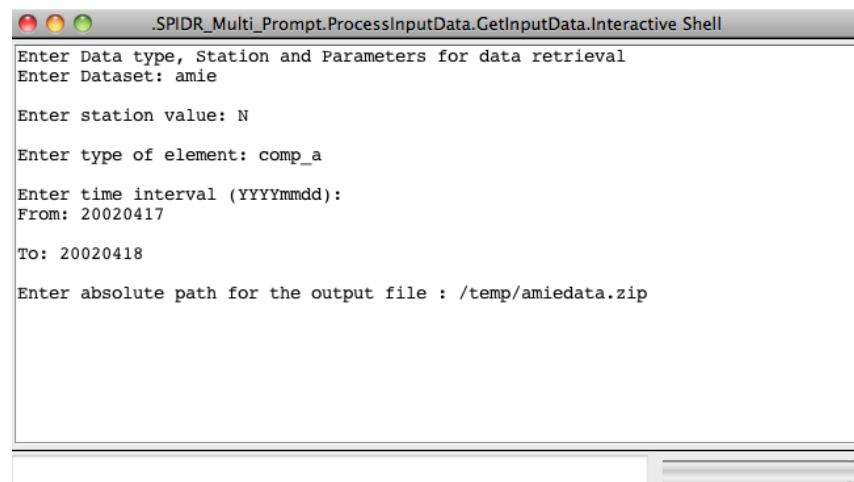 .SPIDR_Multi_Prompt.ProcessInputData.GetInputData.Interactive Shell
Enter Data type, Station and Parameters for data retrieval
Enter Dataset: amie
Enter station value: N
Enter type of element: comp_a
Enter time interval (YYYYmmdd):
From: 20020417
To: 20020418
Enter absolute path for the output file : /temp/amiedata.zip